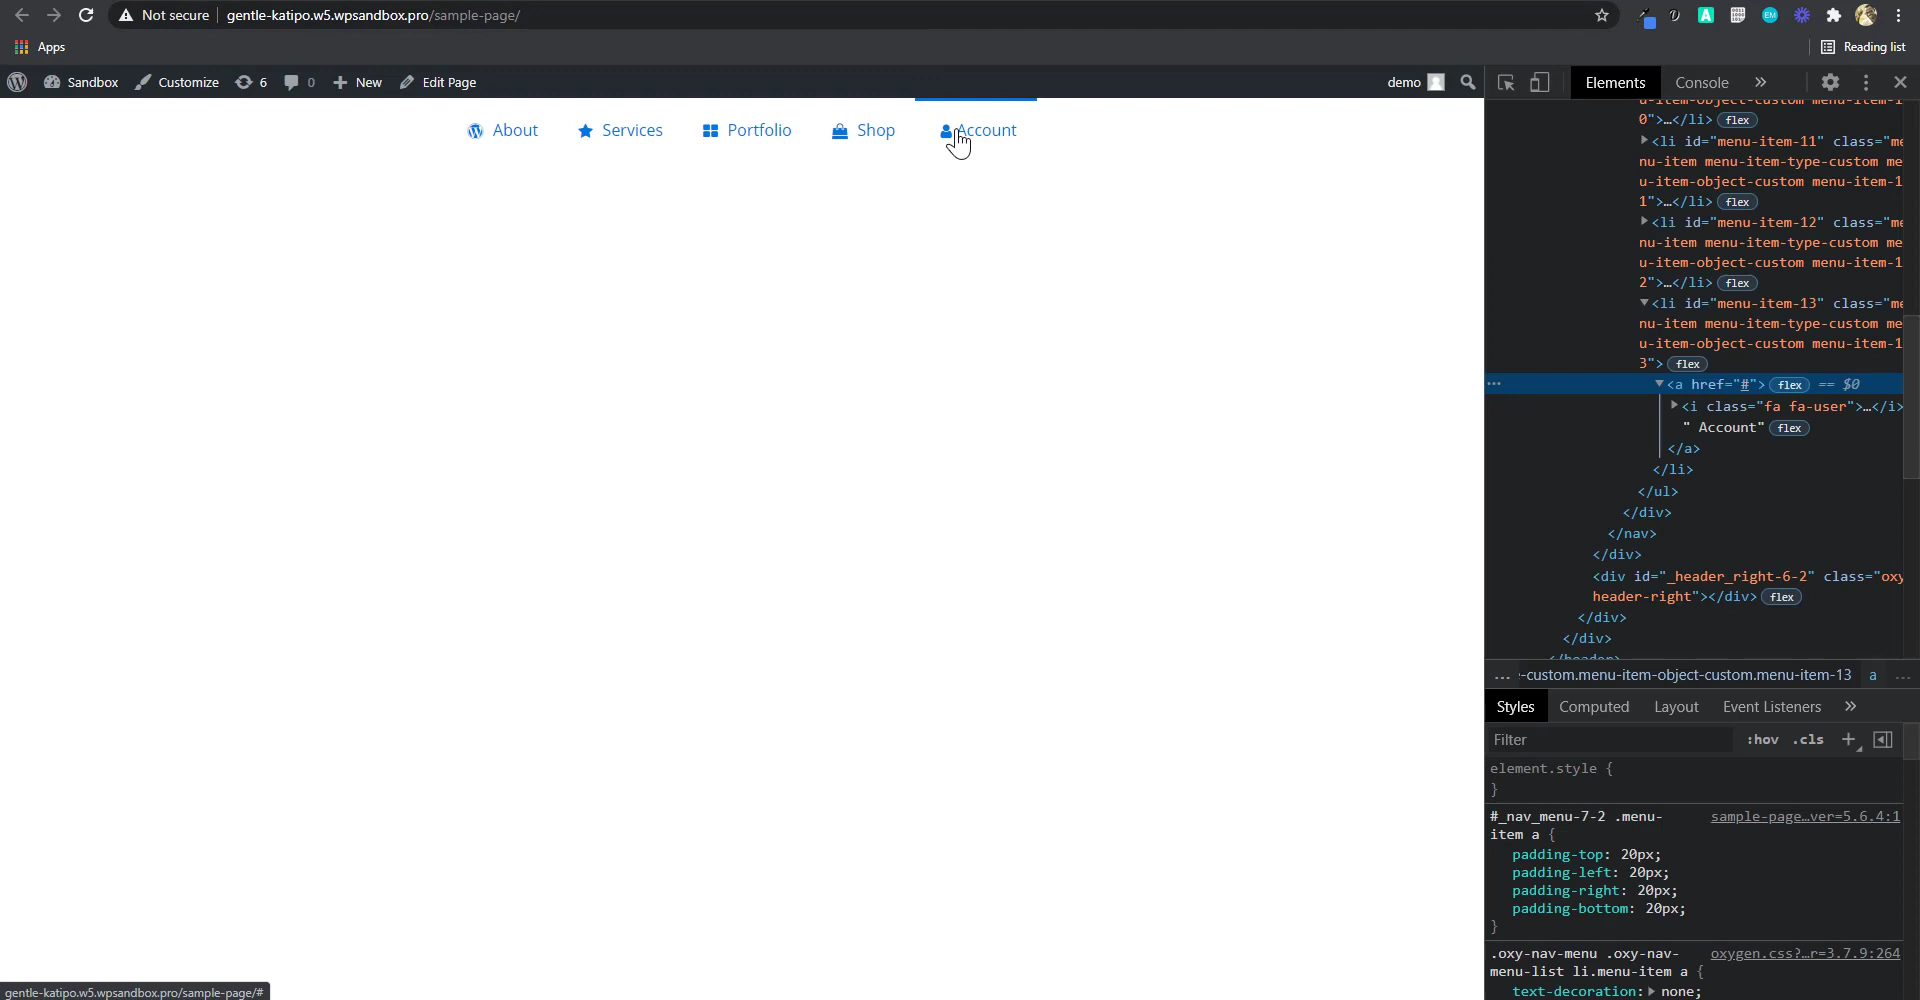 Not secure gentle-katipo.w5.wpsandbox.pro/sample-page/
Apps
Reading list
Sandbox Customize 6 0 New Edit Page
demo
Elements Console
About Services Portfolio Shop Account
0">…</li> flex
<li id="menu-item-11" class="me
nu-item menu-item-type-custom me
u-item-object-custom menu-item-1
1">…</li> flex
<li id="menu-item-12" class="me
nu-item menu-item-type-custom me
u-item-object-custom menu-item-1
2">…</li> flex
<li id="menu-item-13" class="me
nu-item menu-item-type-custom me
u-item-object-custom menu-item-1
3"> flex
<a href="#"> flex == $0
<i class="fa fa-user">…</i>
" Account" flex
</a>
</li>
</ul>
</div>
</nav>
</div>
<div id="_header_right-6-2" class="oxy
header-right"></div> flex
</div>
</div>
</header>
... -custom.menu-item-object-custom.menu-item-13 a ...
Styles Computed Layout Event Listeners
Filter :hov .cls
element.style {
}
#_nav_menu-7-2 .menu- sample-page…ver=5.6.4:1
item a {
padding-top: 20px;
padding-left: 20px;
padding-right: 20px;
padding-bottom: 20px;
}
.oxy-nav-menu .oxy-nav- oxygen.css?…r=3.7.9:264
menu-list li.menu-item a {
text-decoration: none;
gentle-katipo.w5.wpsandbox.pro/sample-page/#